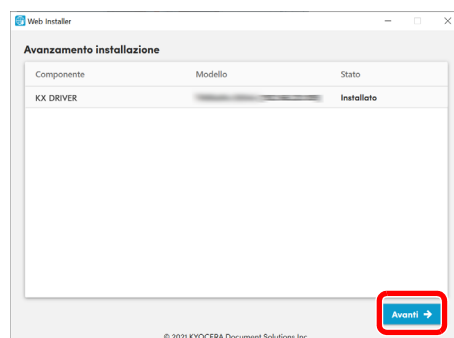 Web Installer
Avanzamento installazione
Componente Modello Stato
KX DRIVER Installato
Avanti →
© 2021 KYOCERA Document Solutions Inc.